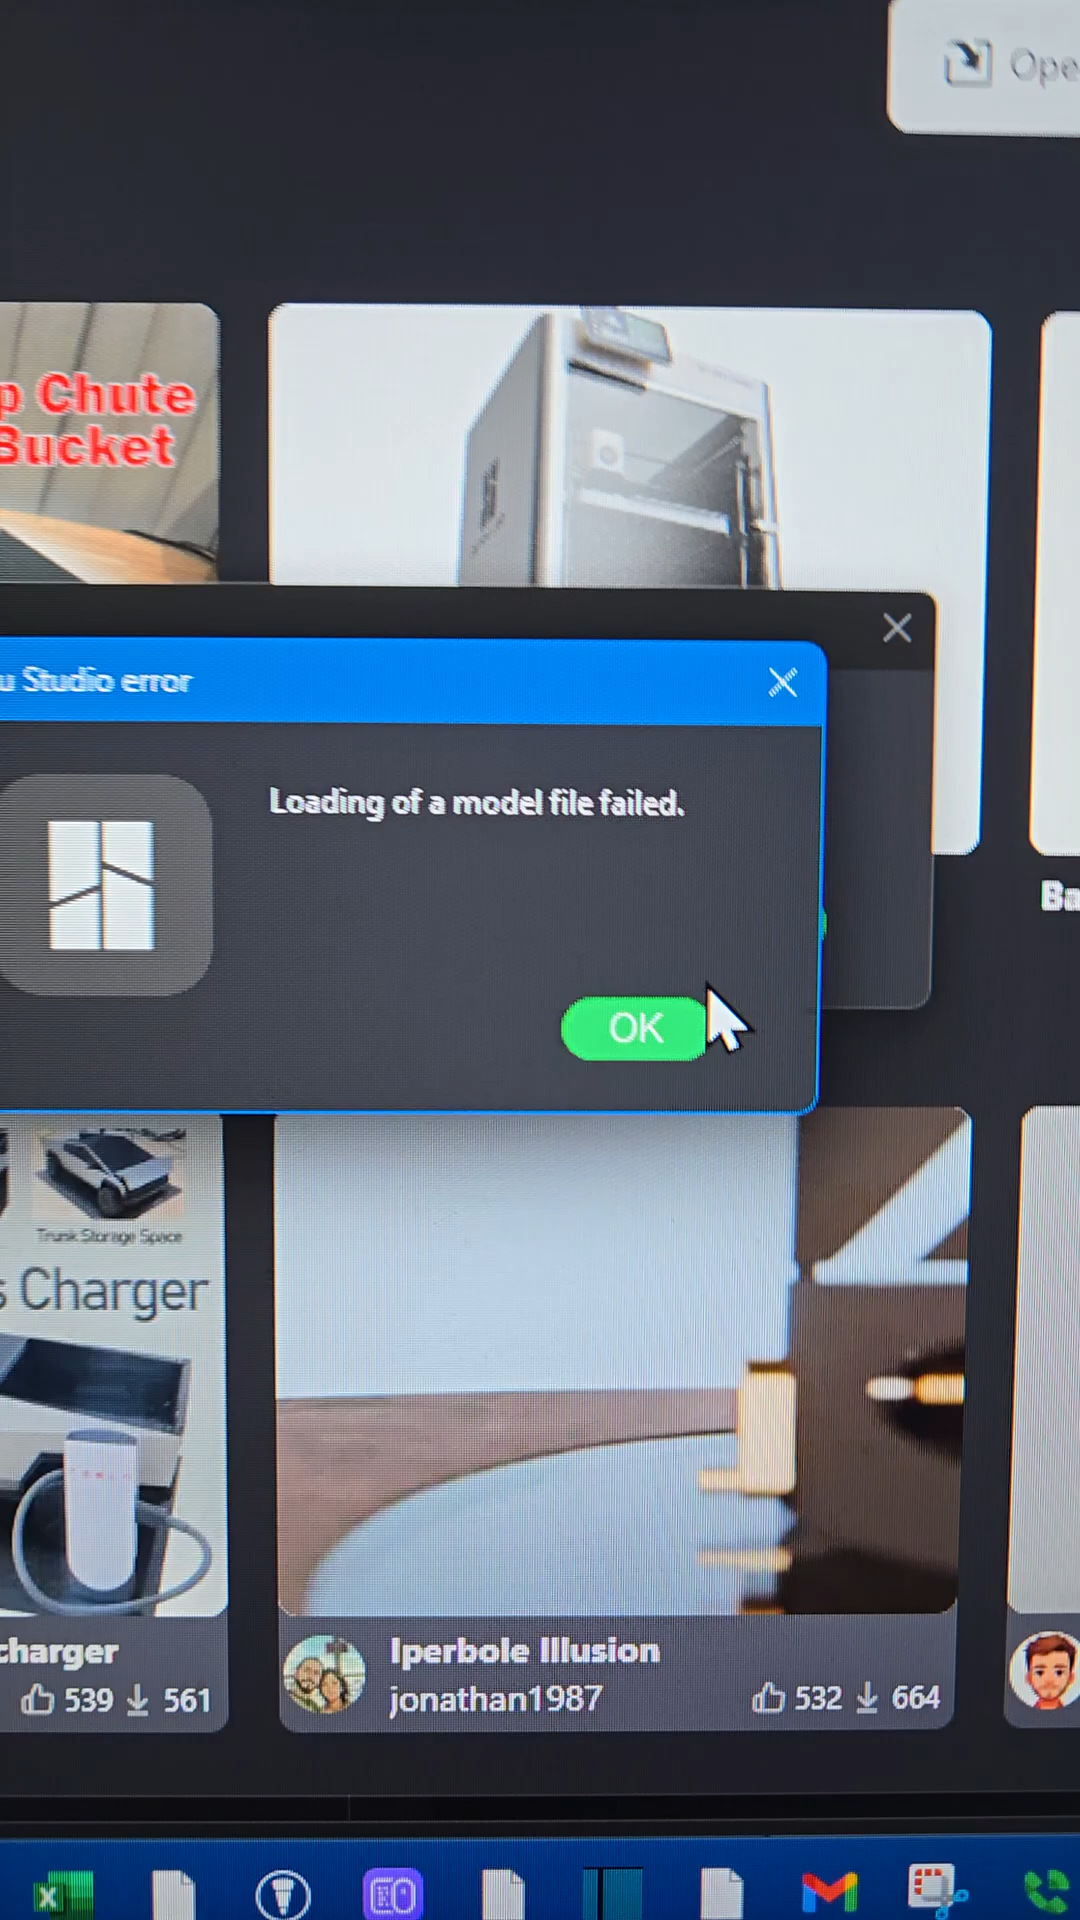 Ope
p Chute
Bucket
u Studio error
Loading of a model file failed.
Ba
OK
Trunk Storage Space
s Charger
charger
539 561
Iperbole Illusion
jonathan1987
532 664